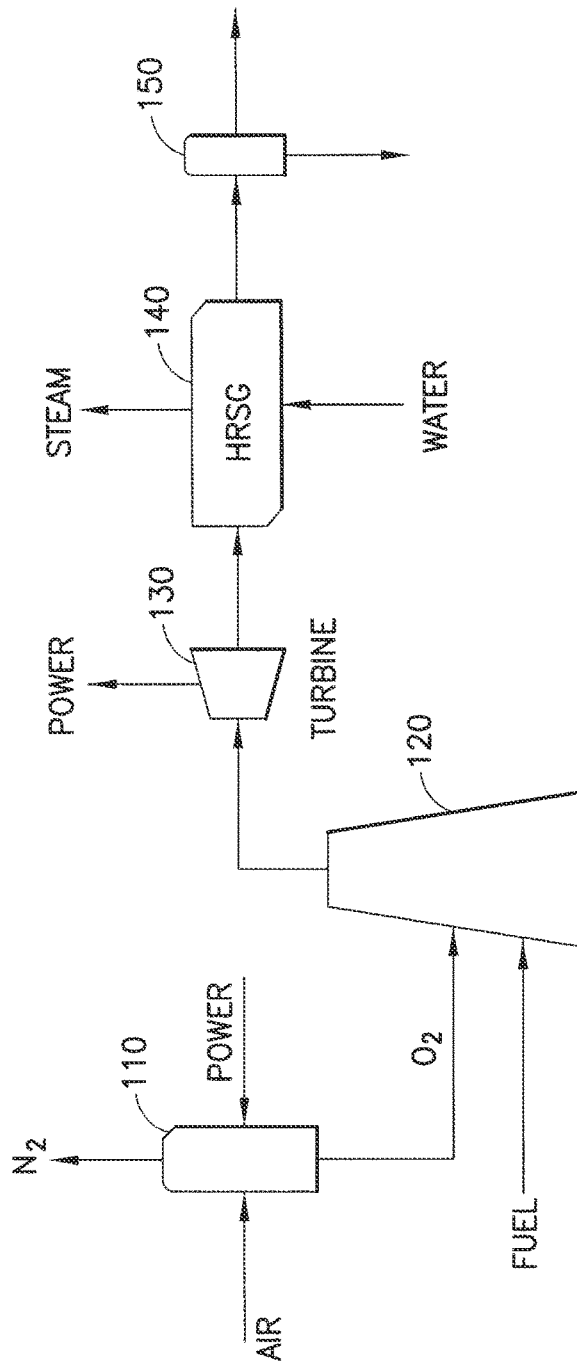 N2
110
AIR
POWER
O2
FUEL
120
POWER
130
TURBINE
STEAM
140
HRSG
WATER
150